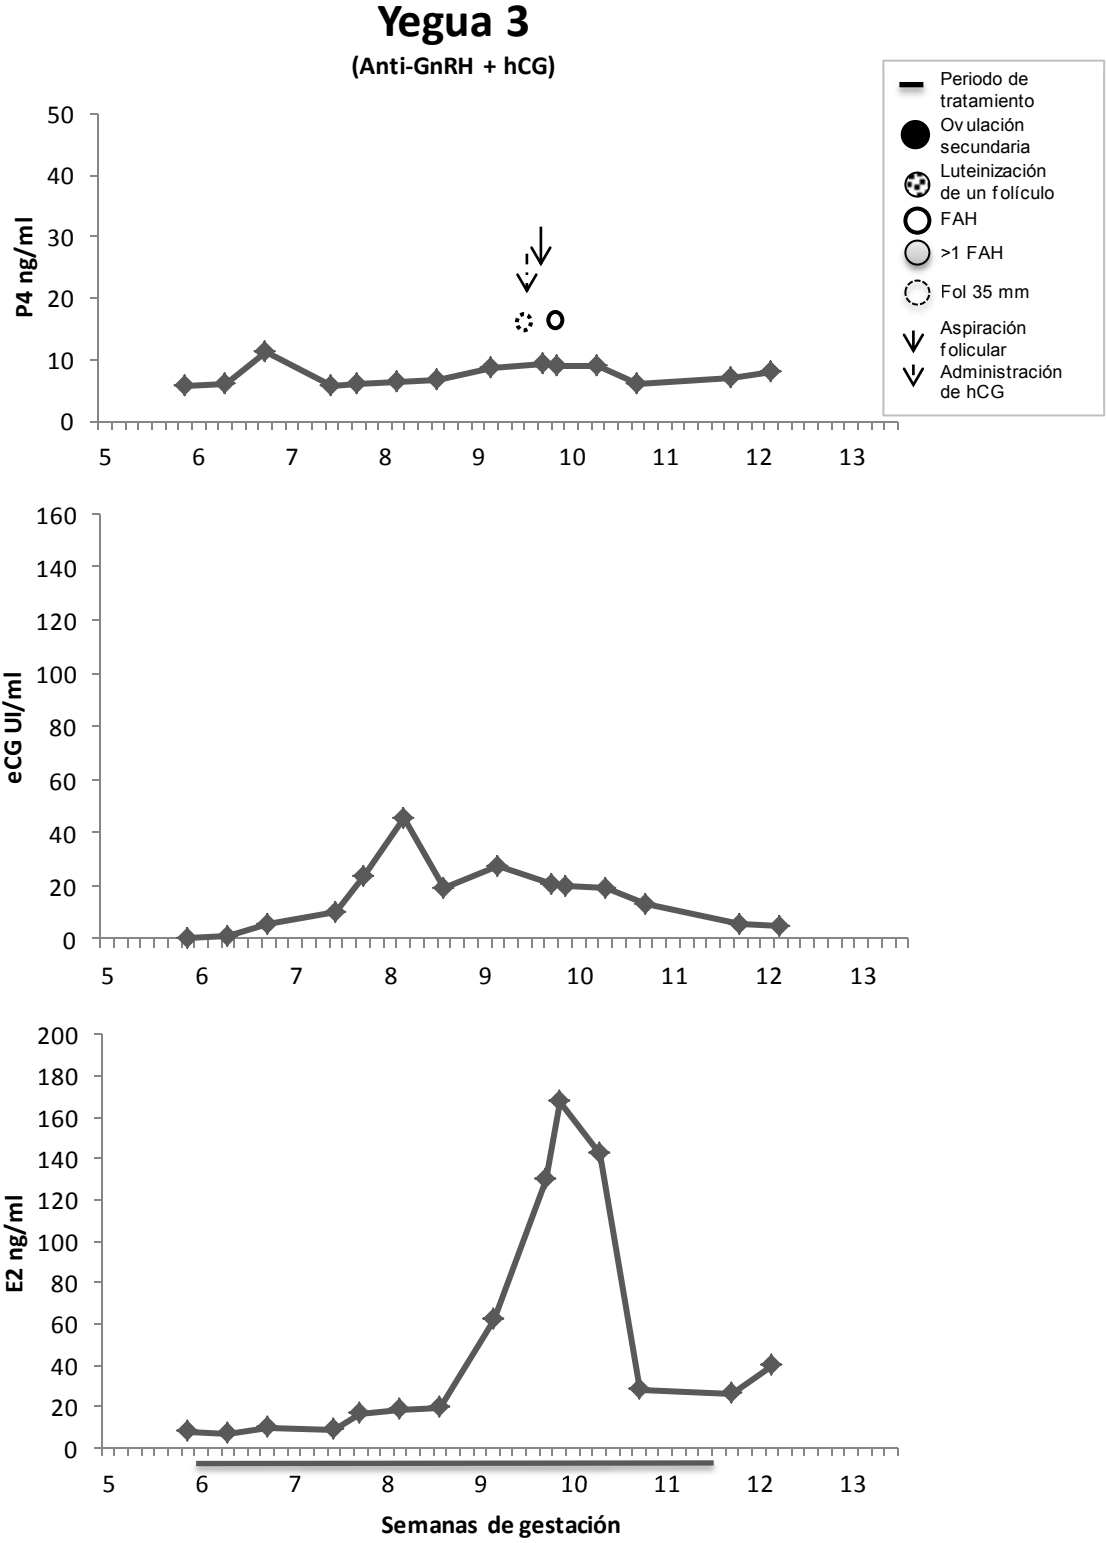 Yegua 3
(Anti-GnRH + hCG)
Periodo de
tratamiento
Ovulación
secundaria
Luteinización
de un folículo
FAH
>1 FAH
Fol 35 mm
Aspiración
folicular
Administración
de hCG
P4 ng/ml
50
40
30
20
10
0
5 6 7 8 9 10 11 12 13
eCG UI/ml
160
140
120
100
80
60
40
20
0
5 6 7 8 9 10 11 12 13
E2 ng/ml
200
180
160
140
120
100
80
60
40
20
0
5 6 7 8 9 10 11 12 13
Semanas de gestación